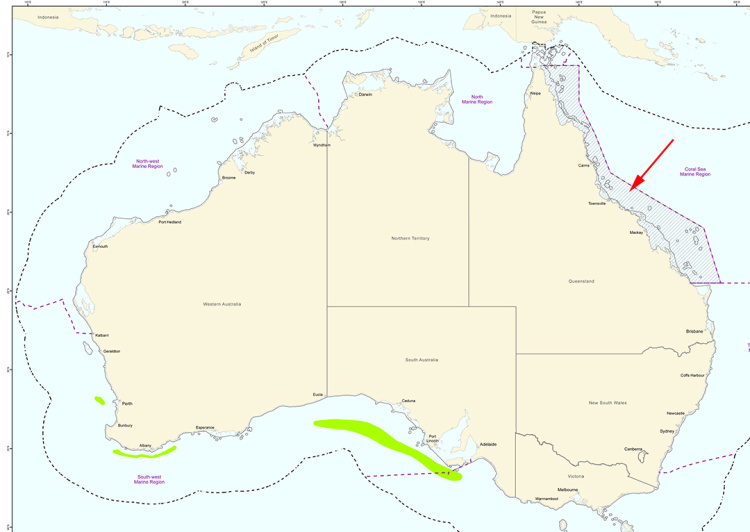 Indonesia
Indonesia
Papua
New
Guinea
Island of Timor
Darwin
North
Marine Region
Weipa
Wyndham
North-west
Marine Region
Derby
Broome
Cairns
Coral Sea
Marine Region
Townsville
Port Hedland
Mackay
Exmouth
Northern Territory
Queensland
Western Australia
Kalbarri
Geraldton
Brisbane
South Australia
Coffs Harbour
Eucla
Ceduna
Perth
New South Wales
Newcastle
Bunbury
Esperance
Port
Lincoln
Sydney
Albany
Adelaide
Canberra
South-west
Marine Region
Victoria
Melbourne
Warrnambool